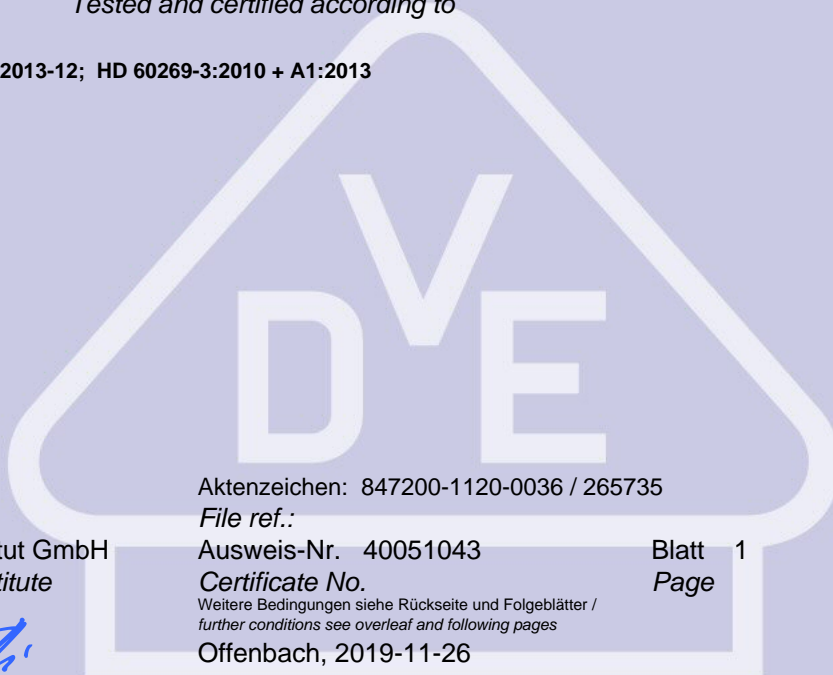 Tested and certified according to
2013-12; HD 60269-3:2010 + A1:2013
VDE
Aktenzeichen: 847200-1120-0036 / 265735
File ref.:
tut GmbH Ausweis-Nr. 40051043 Blatt 1
titute Certificate No. Page
Weitere Bedingungen siehe Rückseite und Folgeblätter /
further conditions see overleaf and following pages
Offenbach, 2019-11-26